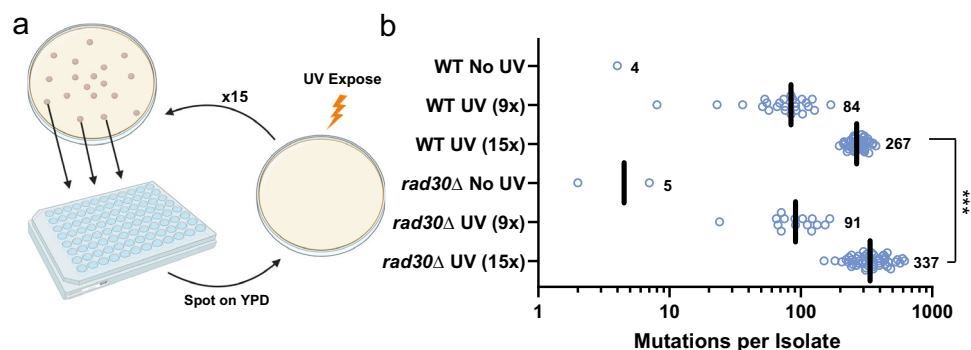 a
UV Expose
x15
Spot on YPD
b
WT No UV
4
WT UV (9x)
84
WT UV (15x)
267
rad30Δ No UV
5
rad30Δ UV (9x)
91
rad30Δ UV (15x)
337
***
1
10
100
1000
Mutations per Isolate